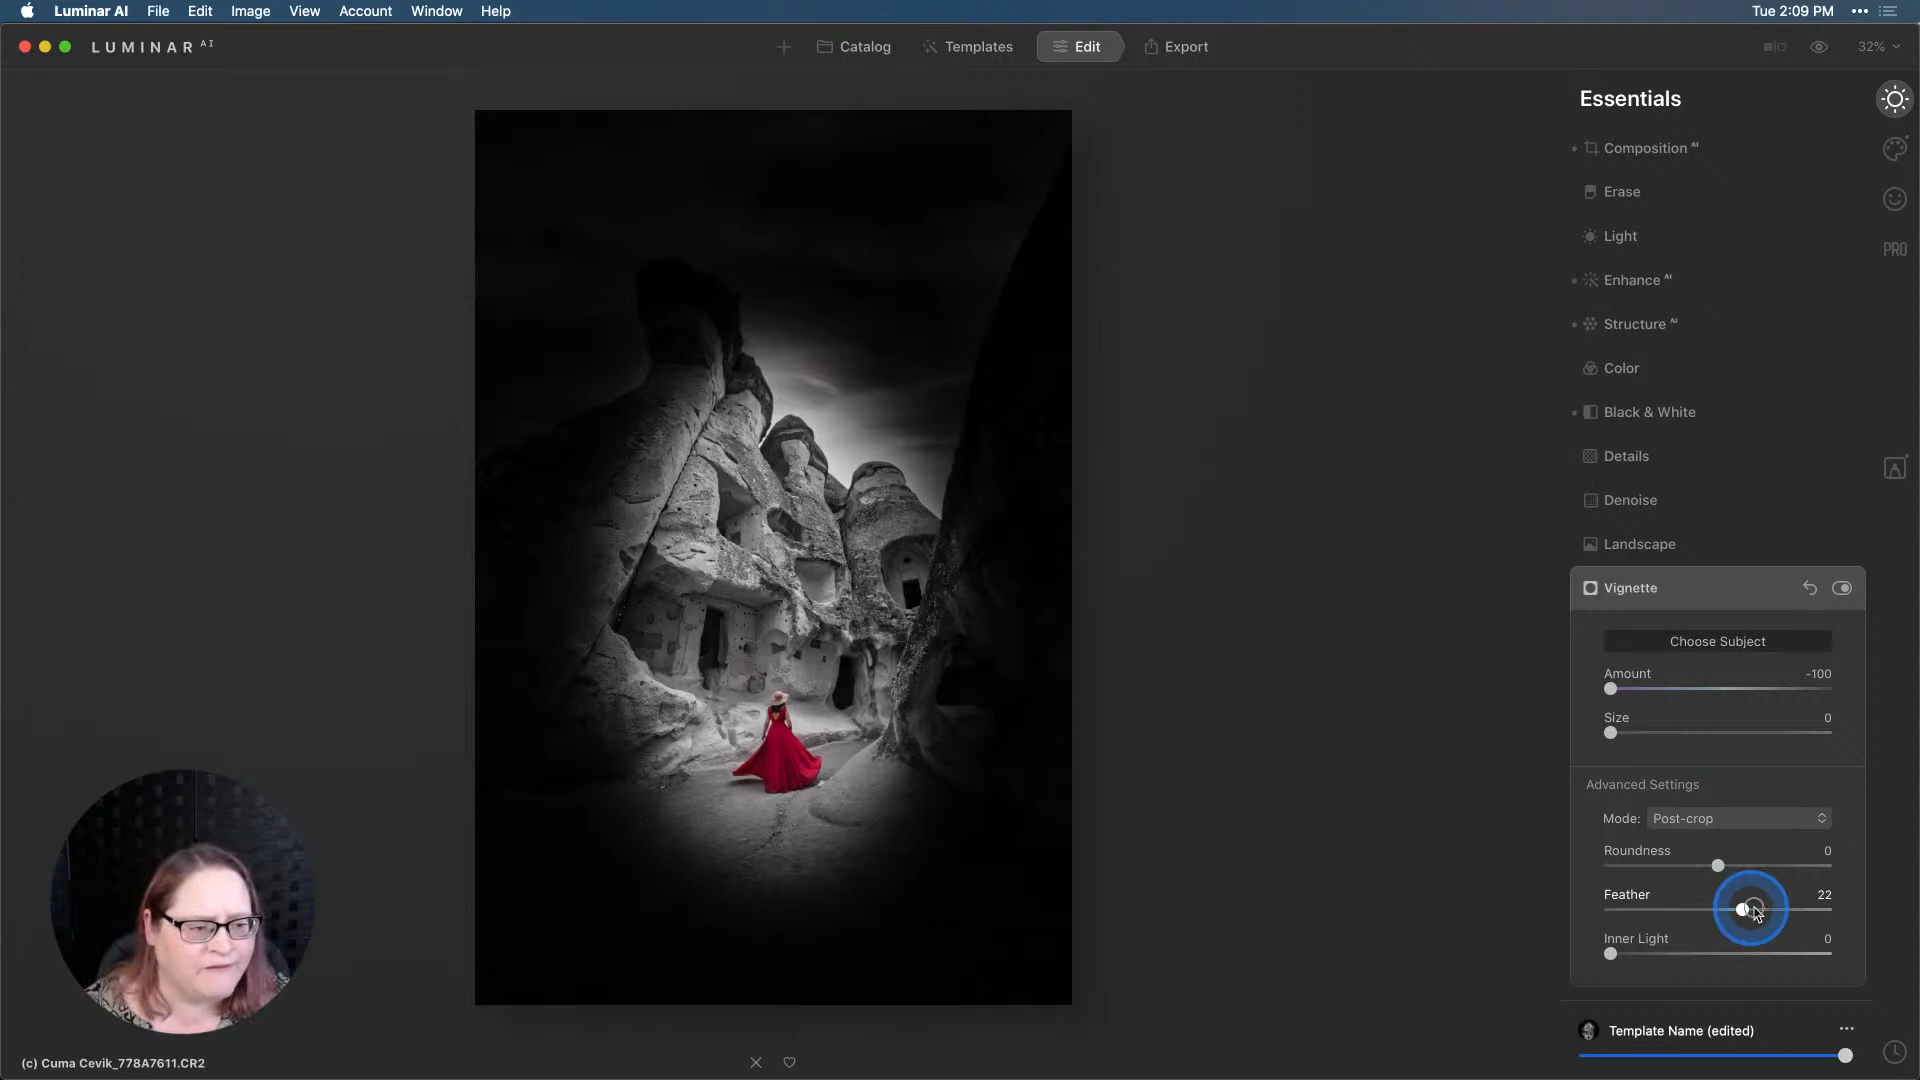 Luminar AI File Edit Image View Account Window Help Tue 2:09 PM
LUMINAR AI Catalog Templates Edit Export 32%
Essentials
Composition AI
Erase
Light
PRO
Enhance AI
Structure AI
Color
Black & White
Details
Denoise
Landscape
Vignette
Choose Subject
Amount -100
Size 0
Advanced Settings
Mode: Post-crop
Roundness 0
Feather 22
Inner Light 0
Template Name (edited)
(c) Cuma Cevik_778A7611.CR2